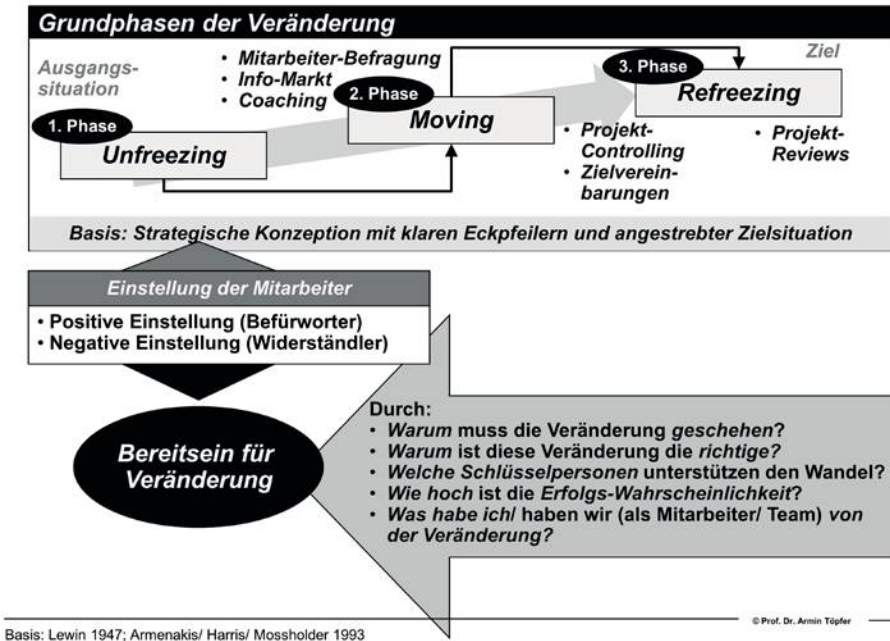 Grundphasen der Veränderung
Ausgangs-
situation
• Mitarbeiter-Befragung
• Info-Markt
• Coaching
Ziel
1. Phase
Unfreezing
2. Phase
Moving
3. Phase
Refreezing
• Projekt-
Controlling
• Zielverein-
barungen
• Projekt-
Reviews
Basis: Strategische Konzeption mit klaren Eckpfeilern und angestrebter Zielsituation
Einstellung der Mitarbeiter
• Positive Einstellung (Befürworter)
• Negative Einstellung (Widerständler)
Bereitsein für
Veränderung
Durch:
• Warum muss die Veränderung geschehen?
• Warum ist diese Veränderung die richtige?
• Welche Schlüsselpersonen unterstützen den Wandel?
• Wie hoch ist die Erfolgs-Wahrscheinlichkeit?
• Was habe ich/ haben wir (als Mitarbeiter/ Team) von
der Veränderung?
© Prof. Dr. Armin Töpfer
Basis: Lewin 1947; Armenakis/ Harris/ Mossholder 1993